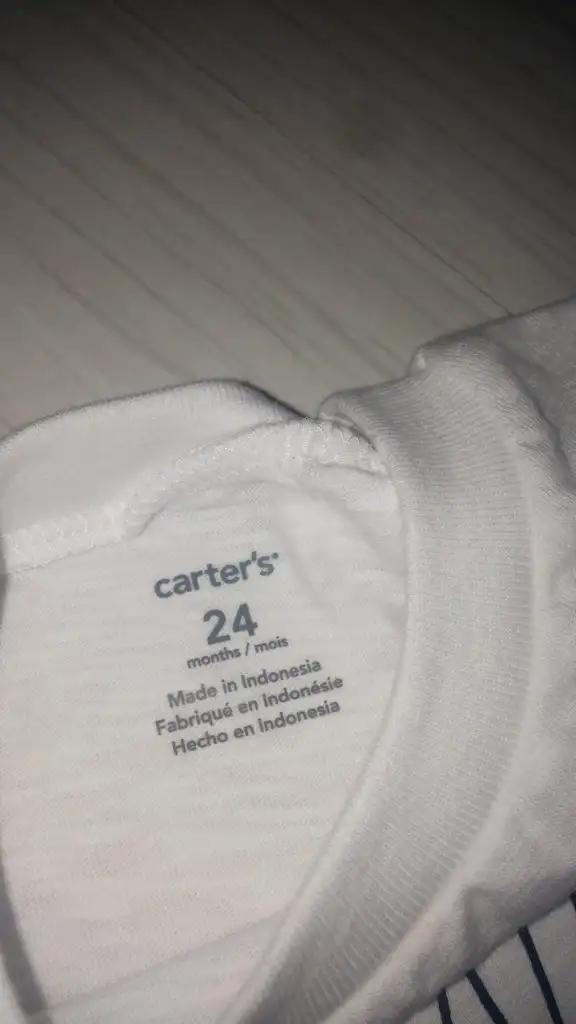 carter's
24
months / mois
Made in Indonesia
Fabriqué en Indonésie
Hecho en Indonesia